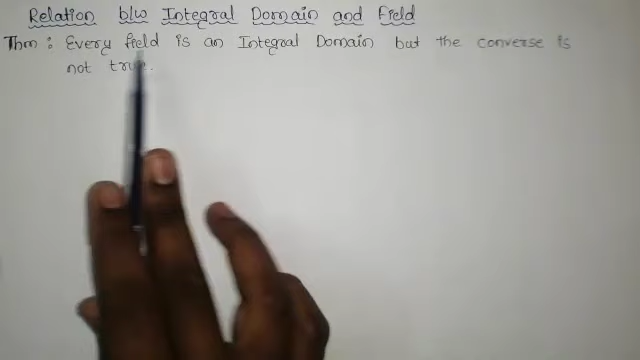 Relation b/w Integral Domain and Field
Thm : Every field is an Integral Domain but the converse is
not true.